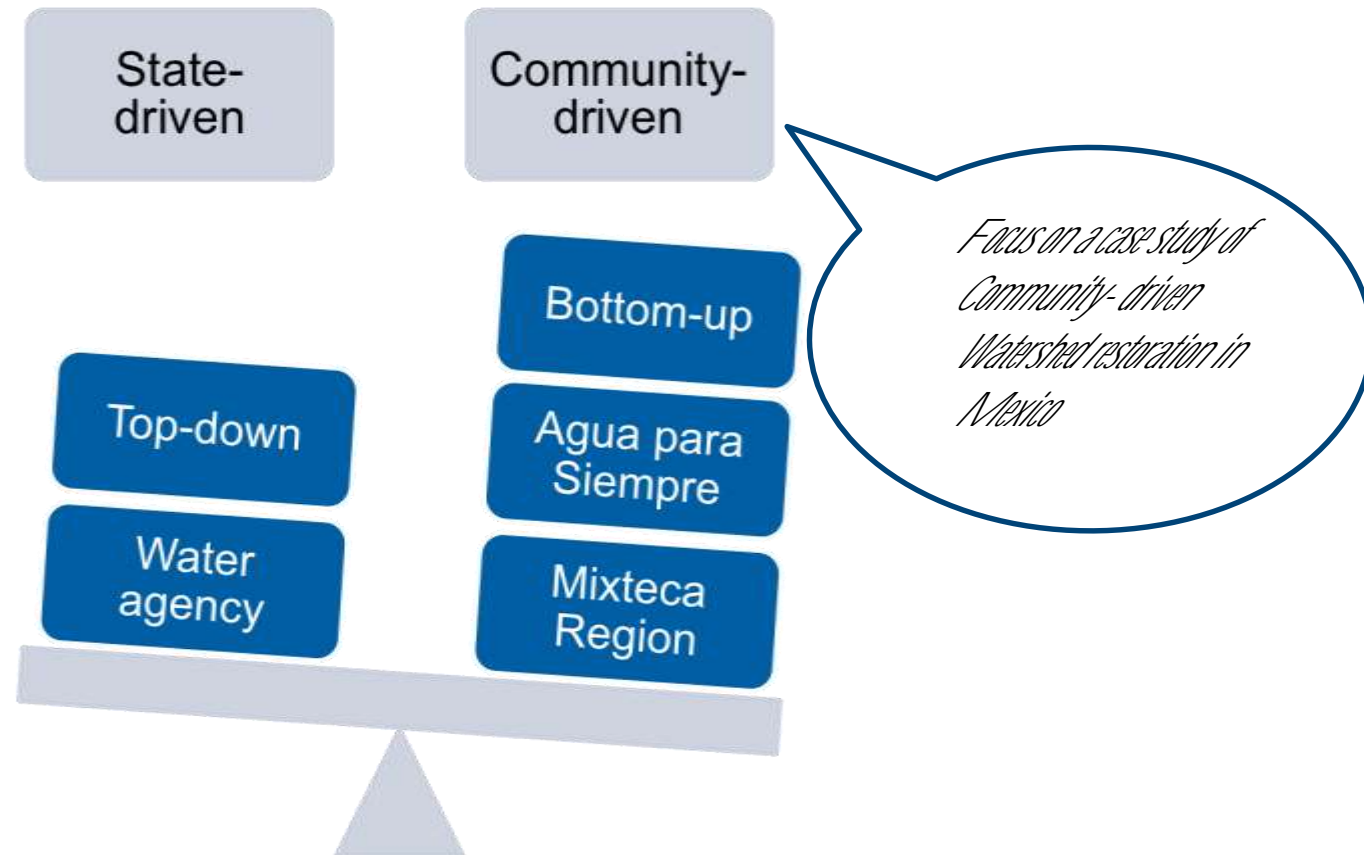 State-
driven
Community-
driven
Focus on a case study of
Community- driven
Watershed restoration in
Mexico
Bottom-up
Top-down
Agua para
Siempre
Water
agency
Mixteca
Region